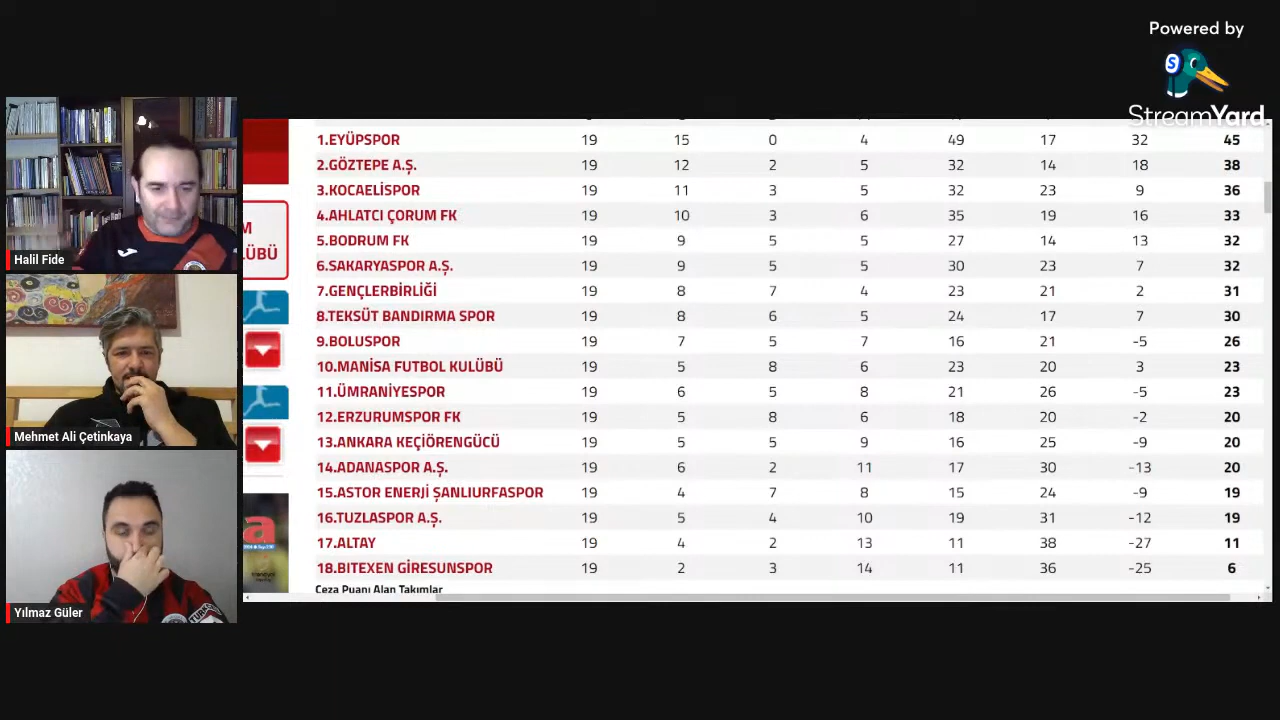 Powered by
StreamYard
1.EYÜPSPOR 19 15 0 4 49 17 32 45
2.GÖZTEPE A.Ş. 19 12 2 5 32 14 18 38
3.KOCAELİSPOR 19 11 3 5 32 23 9 36
4.AHLATCI ÇORUM FK 19 10 3 6 35 19 16 33
5.BODRUM FK 19 9 5 5 27 14 13 32
6.SAKARYASPOR A.Ş. 19 9 5 5 30 23 7 32
7.GENÇLERBİRLİĞİ 19 8 7 4 23 21 2 31
8.TEKSÜT BANDIRMA SPOR 19 8 6 5 24 17 7 30
9.BOLUSPOR 19 7 5 7 16 21 -5 26
10.MANİSA FUTBOL KULÜBÜ 19 5 8 6 23 20 3 23
11.ÜMRANİYESPOR 19 6 5 8 21 26 -5 23
12.ERZURUMSPOR FK 19 5 8 6 18 20 -2 20
13.ANKARA KEÇİÖRENGÜCÜ 19 5 5 9 16 25 -9 20
14.ADANASPOR A.Ş. 19 6 2 11 17 30 -13 20
15.ASTOR ENERJİ ŞANLIURFASPOR 19 4 7 8 15 24 -9 19
16.TUZLASPOR A.Ş. 19 5 4 10 19 31 -12 19
17.ALTAY 19 4 2 13 11 38 -27 11
18.BITEXEN GİRESUNSPOR 19 2 3 14 11 36 -25 6
Ceza Puanı Alan Takımlar
M
ÜBÜ
a
Halil Fide
Mehmet Ali Çetinkaya
Yılmaz Güler